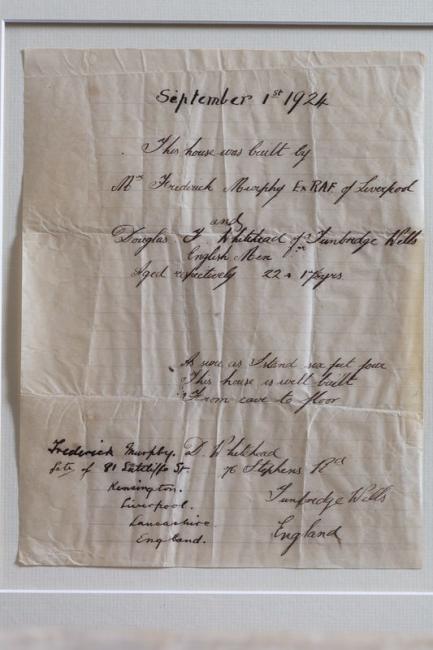 September 1st 1924
This house was built by
Mrs Frederick Murphy Ex RAF of Liverpool
and
Douglas F Whitehead of Tunbridge Wells
English Men
Aged respectively 22 & 17 yrs
As sure as I stand six feet four
This house is well built
From eave to floor
Frederick Murphy. D. Whitehead
Late of 81 Sutcliffe St. 76 Stephens Rd
Kensington. Tunbridge Wells
Liverpool.
Lancashire. England
England.